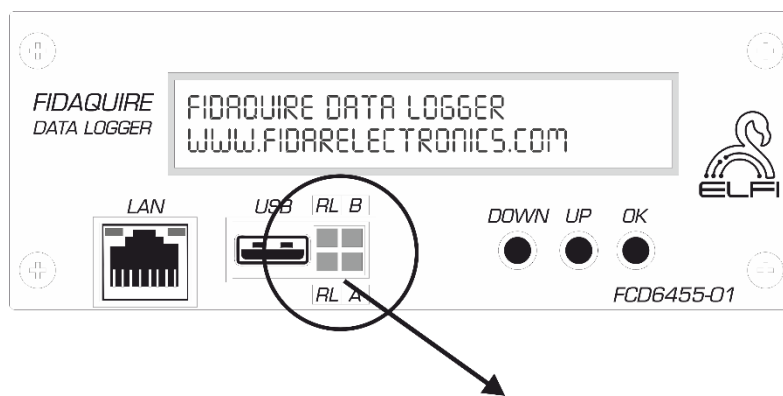 FIDAQUIRE
DATA LOGGER
FIDAQUIRE DATA LOGGER
WWW.FIDARELECTRONICS.COM
ELFI
LAN
USB
RL B
RL A
DOWN UP OK
FCD6455-01